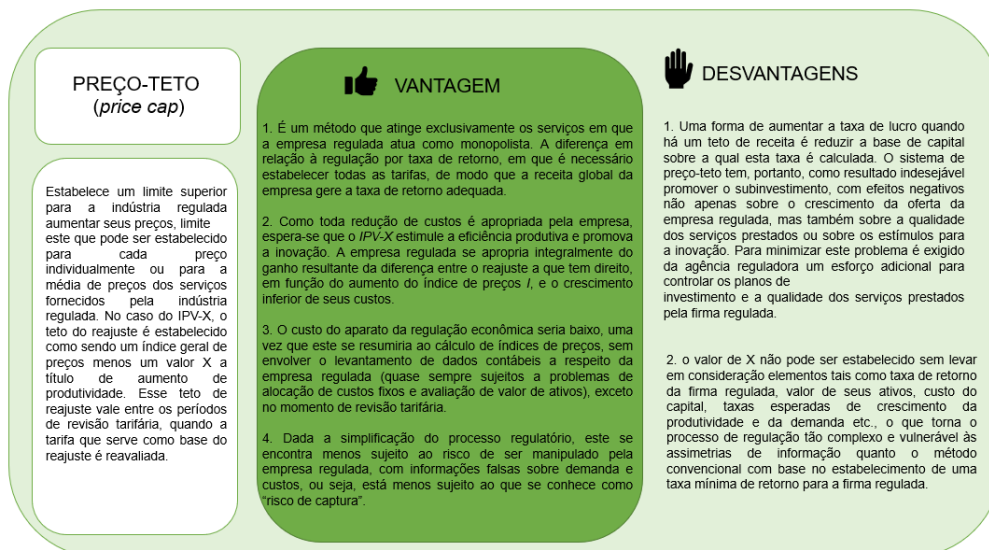 PREÇO-TETO
(price cap)
Estabelece um limite superior
para a indústria regulada
aumentar seus preços, limite
este que pode ser estabelecido
para cada preço
individualmente ou para a
média de preços dos serviços
fornecidos pela indústria
regulada. No caso do IPV-X, o
teto do reajuste é estabelecido
como sendo um índice geral de
preços menos um valor X a
título de aumento de
produtividade. Esse teto de
reajuste vale entre os períodos
de revisão tarifária, quando a
tarifa que serve como base do
reajuste é reavaliada.
VANTAGEM
1. É um método que atinge exclusivamente os serviços em que
a empresa regulada atua como monopolista. A diferença em
relação à regulação por taxa de retorno, em que é necessário
estabelecer todas as tarifas, de modo que a receita global da
empresa gere a taxa de retorno adequada.
2. Como toda redução de custos é apropriada pela empresa,
espera-se que o IPV-X estimule a eficiência produtiva e promova
a inovação. A empresa regulada se apropria integralmente do
ganho resultante da diferença entre o reajuste a que tem direito,
em função do aumento do índice de preços I, e o crescimento
inferior de seus custos.
3. O custo do aparato da regulação econômica seria baixo, uma
vez que este se resumiria ao cálculo de índices de preços, sem
envolver o levantamento de dados contábeis a respeito da
empresa regulada (quase sempre sujeitos a problemas de
alocação de custos fixos e avaliação de valor de ativos), exceto
no momento de revisão tarifária.
4. Dada a simplificação do processo regulatório, este se
encontra menos sujeito ao risco de ser manipulado pela
empresa regulada, com informações falsas sobre demanda e
custos, ou seja, está menos sujeito ao que se conhece como
“risco de captura”.
DESVANTAGENS
1. Uma forma de aumentar a taxa de lucro quando
há um teto de receita é reduzir a base de capital
sobre a qual esta taxa é calculada. O sistema de
preço-teto tem, portanto, como resultado indesejável
promover o subinvestimento, com efeitos negativos
não apenas sobre o crescimento da oferta da
empresa regulada, mas também sobre a qualidade
dos serviços prestados ou sobre os estímulos para
a inovação. Para minimizar este problema é exigido
da agência reguladora um esforço adicional para
controlar os planos de
investimento e a qualidade dos serviços prestados
pela firma regulada.
2. o valor de X não pode ser estabelecido sem levar
em consideração elementos tais como taxa de retorno
da firma regulada, valor de seus ativos, custo do
capital, taxas esperadas de crescimento da
produtividade e da demanda etc., o que torna o
processo de regulação tão complexo e vulnerável às
assimetrias de informação quanto o método
convencional com base no estabelecimento de uma
taxa mínima de retorno para a firma regulada.